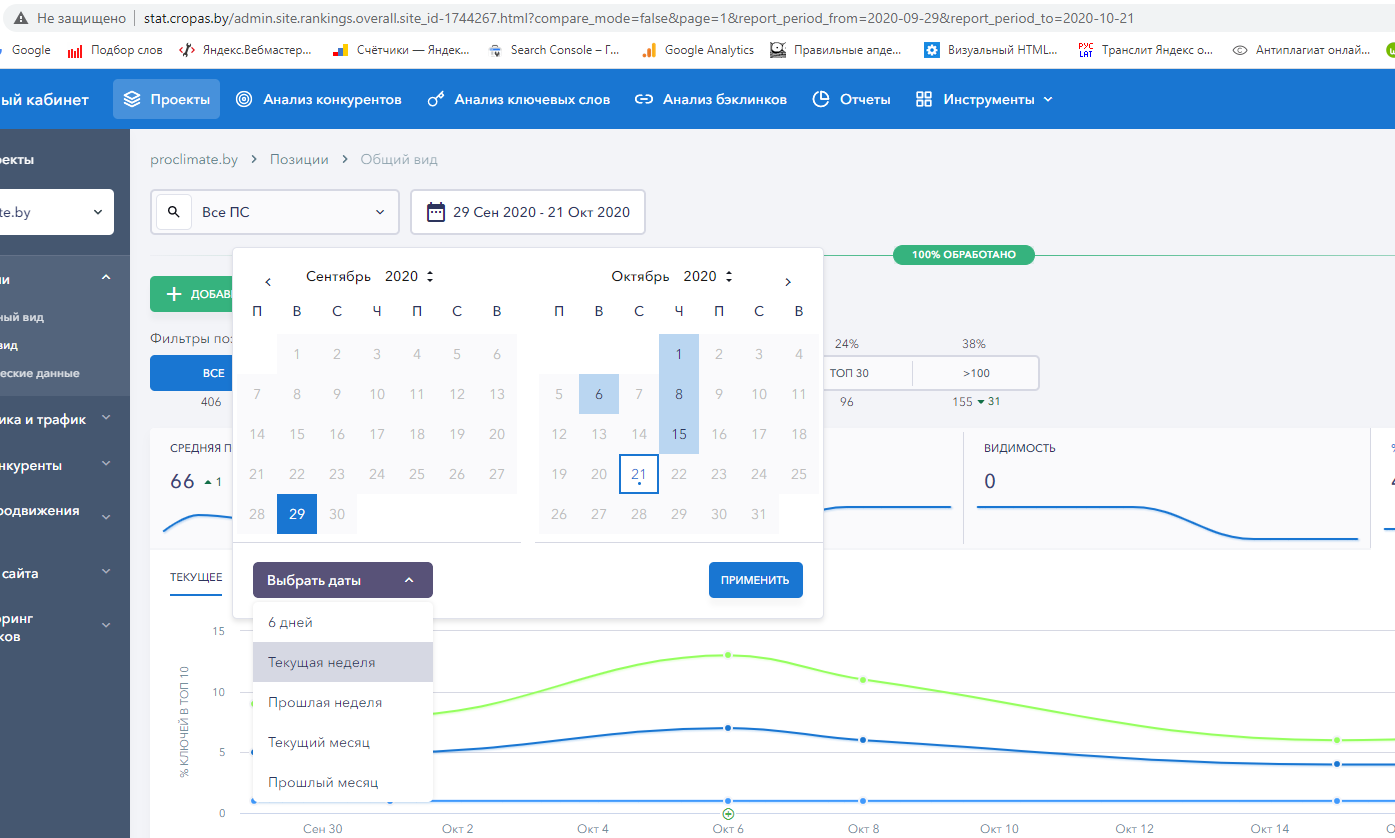 Не защищено stat.cropas.by/admin.site.rankings.overall.site_id-1744267.html?compare_mode=false&page=1&report_period_from=2020-09-29&report_period_to=2020-10-21
Google Подбор слов Яндекс.Вебмастер... Счётчики — Яндек... Search Console – Г... Google Analytics Правильные апде... Визуальный HTML... РУС LAT Транслит Яндекс о... Антиплагиат онлай...
ый кабинет Проекты Анализ конкурентов Анализ ключевых слов Анализ бэклинков Отчеты Инструменты
екты
te.by
ии
ный вид
вид
еские данные
ика и трафик
нкуренты
родвижения
сайта
ринг
ков
proclimate.by > Позиции > Общий вид
Все ПС 29 Сен 2020 - 21 Окт 2020
100% ОБРАБОТАНО
+ ДОБАВИ
Фильтры поз
ВСЕ
406
24% 38%
ТОП 30 >100
96 155 31
Сентябрь 2020
П В С Ч П С В
1 2 3 4 5 6
7 8 9 10 11 12 13
14 15 16 17 18 19 20
21 22 23 24 25 26 27
28 29 30
Октябрь 2020
П В С Ч П С В
1 2 3 4
5 6 7 8 9 10 11
12 13 14 15 16 17 18
19 20 21 22 23 24 25
26 27 28 29 30 31
Выбрать даты
ПРИМЕНИТЬ
6 дней
Текущая неделя
Прошлая неделя
Текущий месяц
Прошлый месяц
СРЕДНЯЯ П
66 1
ВИДИМОСТЬ
0
ТЕКУЩЕЕ
% КЛЮЧЕЙ В ТОП 10
15
10
5
0
Сен 30 Окт 2 Окт 4 Окт 6 Окт 8 Окт 10 Окт 12 Окт 14